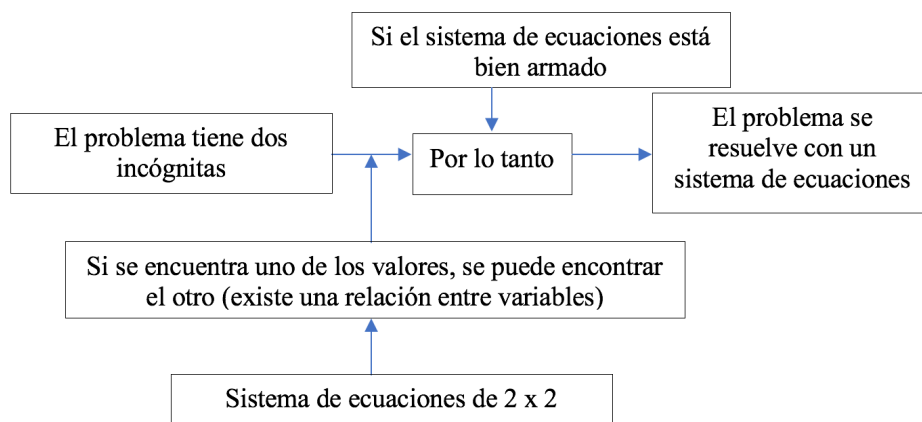 Si el sistema de ecuaciones está
bien armado
El problema tiene dos
incógnitas
Por lo tanto
El problema se
resuelve con un
sistema de ecuaciones
Si se encuentra uno de los valores, se puede encontrar
el otro (existe una relación entre variables)
Sistema de ecuaciones de 2 x 2